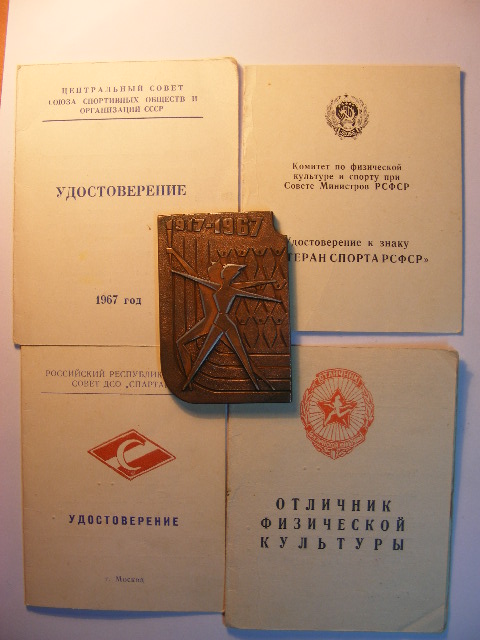 ЦЕНТРАЛЬНЫЙ СОВЕТ
СОЮЗА СПОРТИВНЫХ ОБЩЕСТВ И
ОРГАНИЗАЦИЙ СССР
УДОСТОВЕРЕНИЕ
1967 год
Комитет по физической
культуре и спорту при
Совете Министров РСФСР
Удостоверение к знаку
ТЕРАН СПОРТА РСФСР»
1917-1967
РОССИЙСКИЙ РЕСПУБЛИК
СОВЕТ ДСО „СПАРТА
УДОСТОВЕРЕНИЕ
г. Москва
ОТЛИЧНИК
ФИЗИЧЕСКОЙ
КУЛЬТУРЫ